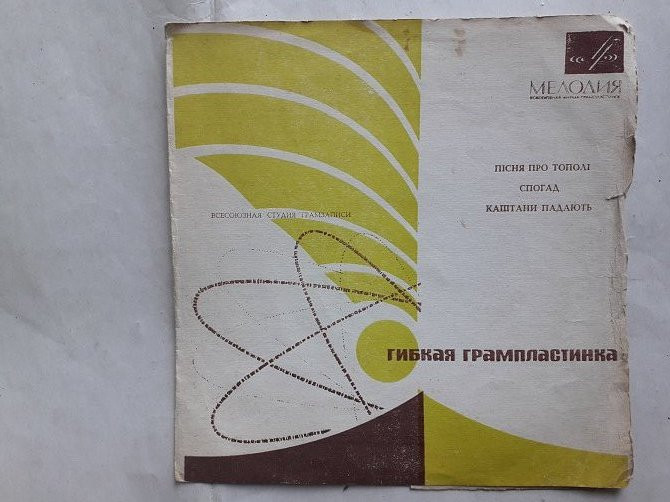 МЕЛОДИЯ
ПІСНЯ ПРО ТОПОЛІ
СПОГАД
КАШТАНИ ПАДАЮТЬ
ВСЕСОЮЗНАЯ СТУДИЯ ГРАМЗАПИСИ
ГИБКАЯ ГРАМПЛАСТИНКА